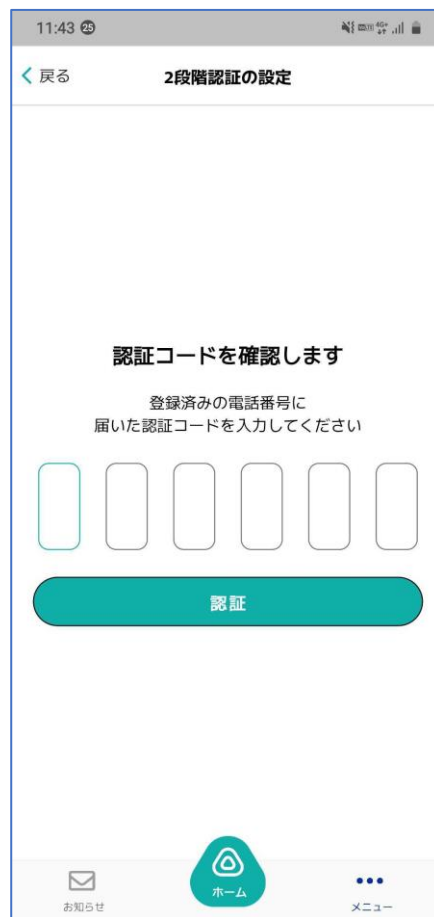 11:43 25
4G+
戻る
2段階認証の設定
認証コードを確認します
登録済みの電話番号に
届いた認証コードを入力してください
認証
お知らせ
ホーム
メニュー